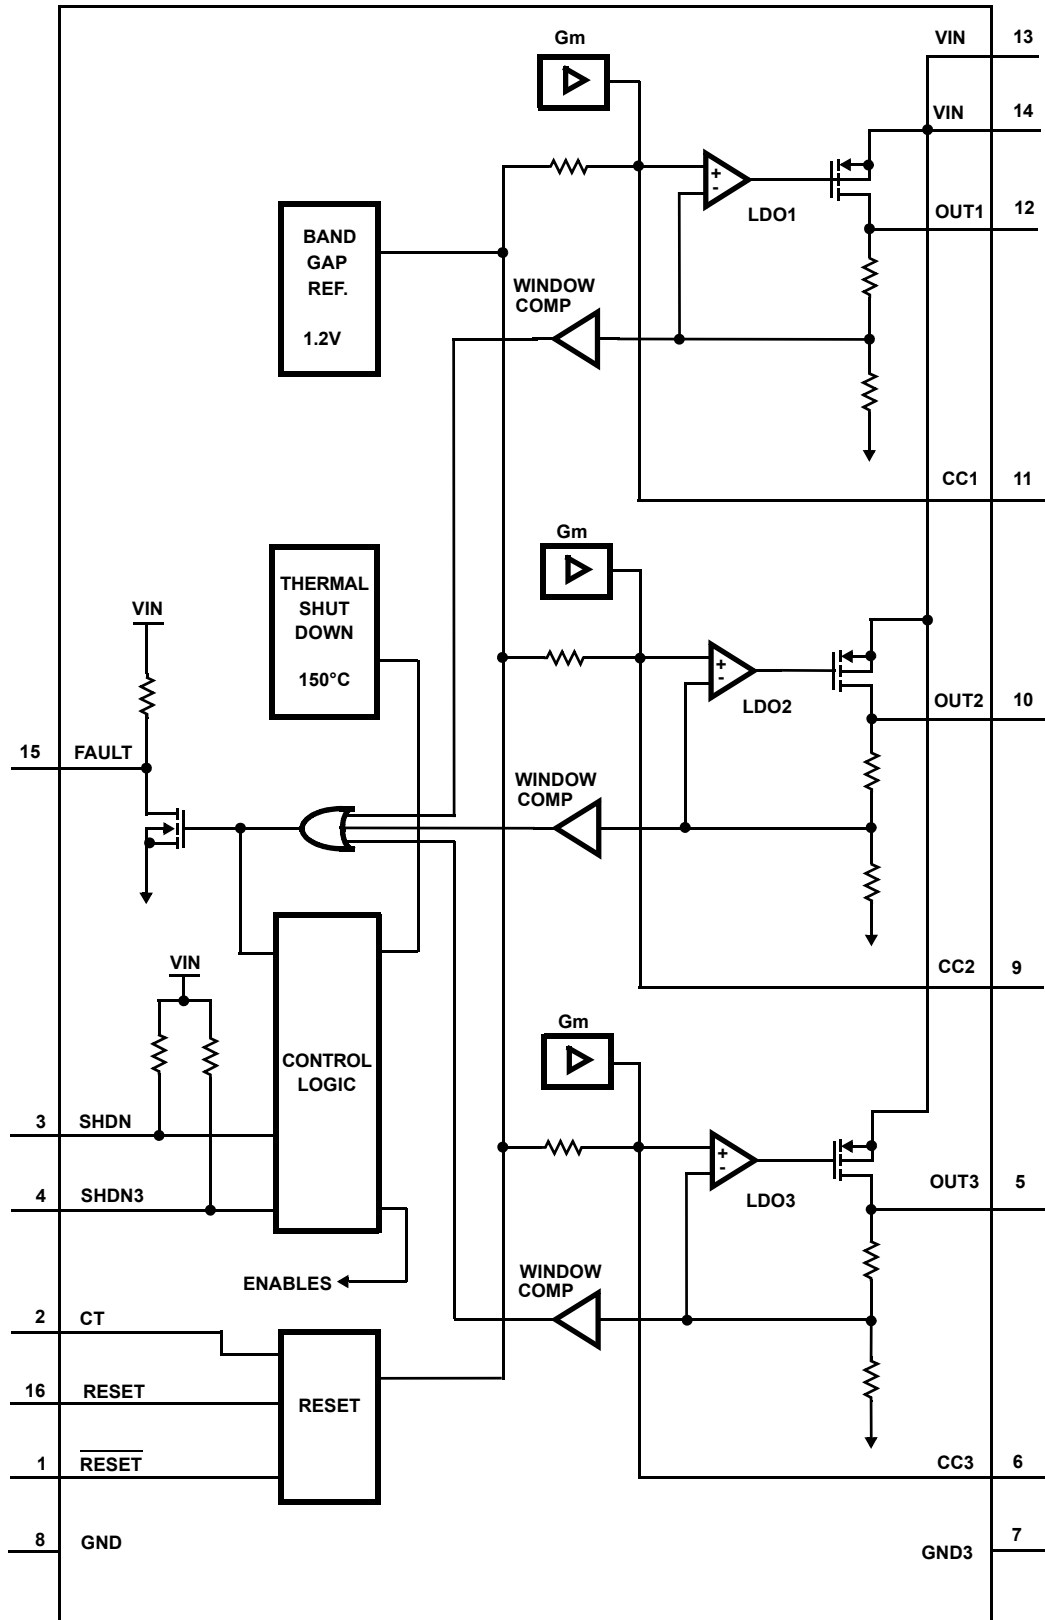 VIN 13
Gm
VIN 14
+
-
LDO1
OUT1 12
BAND
GAP
REF.
1.2V
WINDOW
COMP
CC1 11
Gm
THERMAL
SHUT
DOWN
150°C
VIN
+
-
LDO2
OUT2 10
15 FAULT
WINDOW
COMP
VIN
CC2 9
Gm
CONTROL
LOGIC
3 SHDN
4 SHDN3
+
-
LDO3
OUT3 5
ENABLES
WINDOW
COMP
2 CT
16 RESET
RESET
1 RESET
CC3 6
8 GND
GND3 7